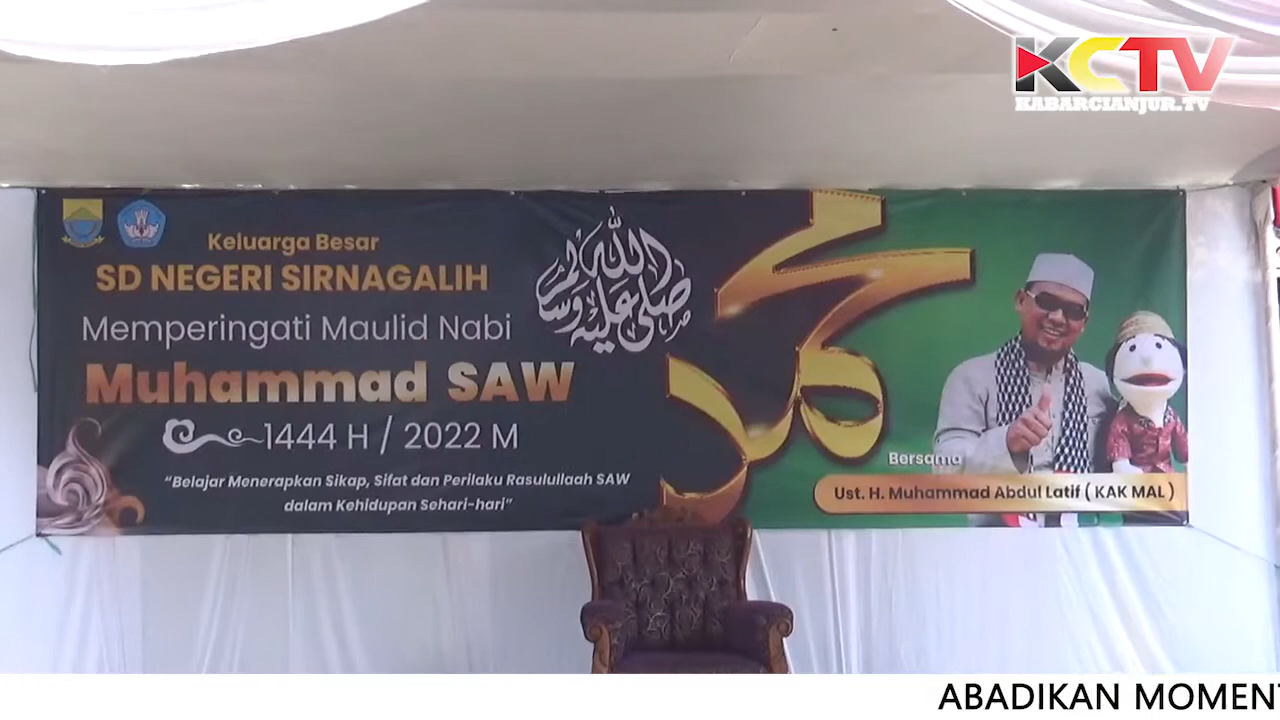 KCTV
KABARCIANJUR.TV
Keluarga Besar
SD NEGERI SIRNAGALIH
Memperingati Maulid Nabi
Muhammad SAW
1444 H / 2022 M
“Belajar Menerapkan Sikap, Sifat dan Perilaku Rasulullaah SAW
dalam Kehidupan Sehari-hari”
صلى الله عليه وسلم
محمد
Bersama
Ust. H. Muhammad Abdul Latif ( KAK MAL )
ABADIKAN MOMENT